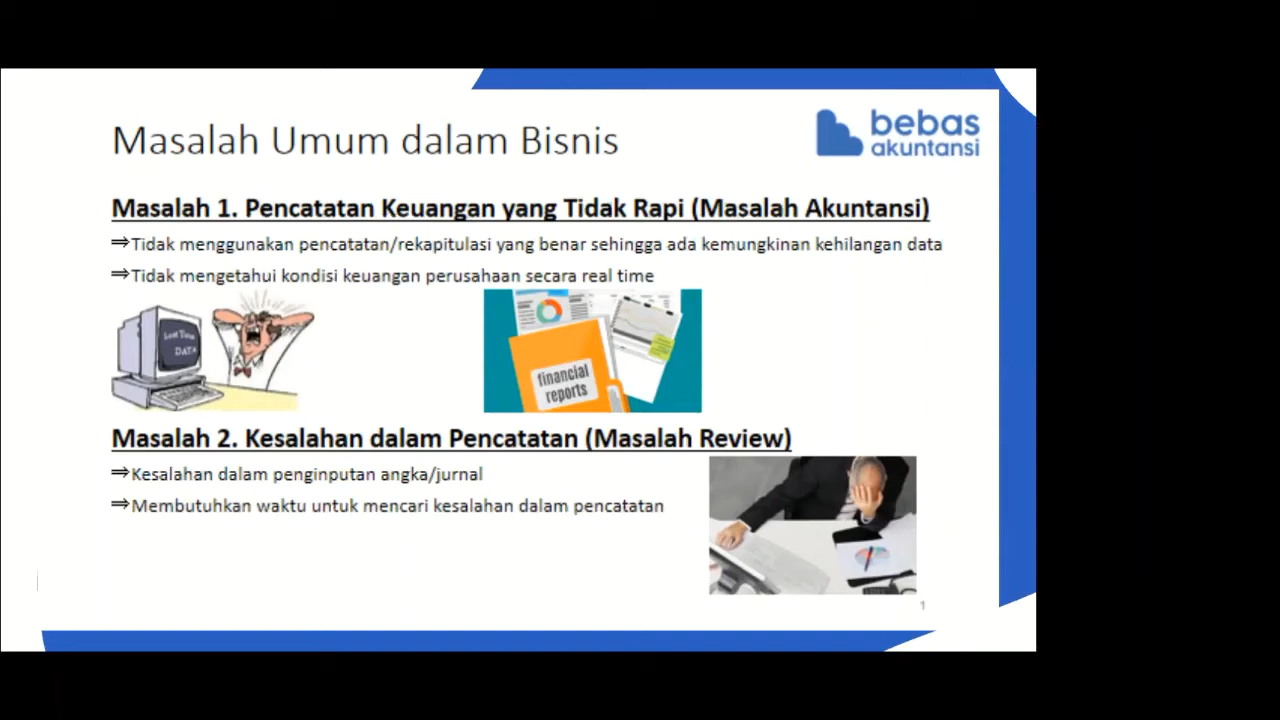 Masalah Umum dalam Bisnis
bebas
akuntansi
Masalah 1. Pencatatan Keuangan yang Tidak Rapi (Masalah Akuntansi)
⇒Tidak menggunakan pencatatan/rekapitulasi yang benar sehingga ada kemungkinan kehilangan data
⇒Tidak mengetahui kondisi keuangan perusahaan secara real time
DATA
financial
reports
Masalah 2. Kesalahan dalam Pencatatan (Masalah Review)
⇒Kesalahan dalam penginputan angka/jurnal
⇒Membutuhkan waktu untuk mencari kesalahan dalam pencatatan
1